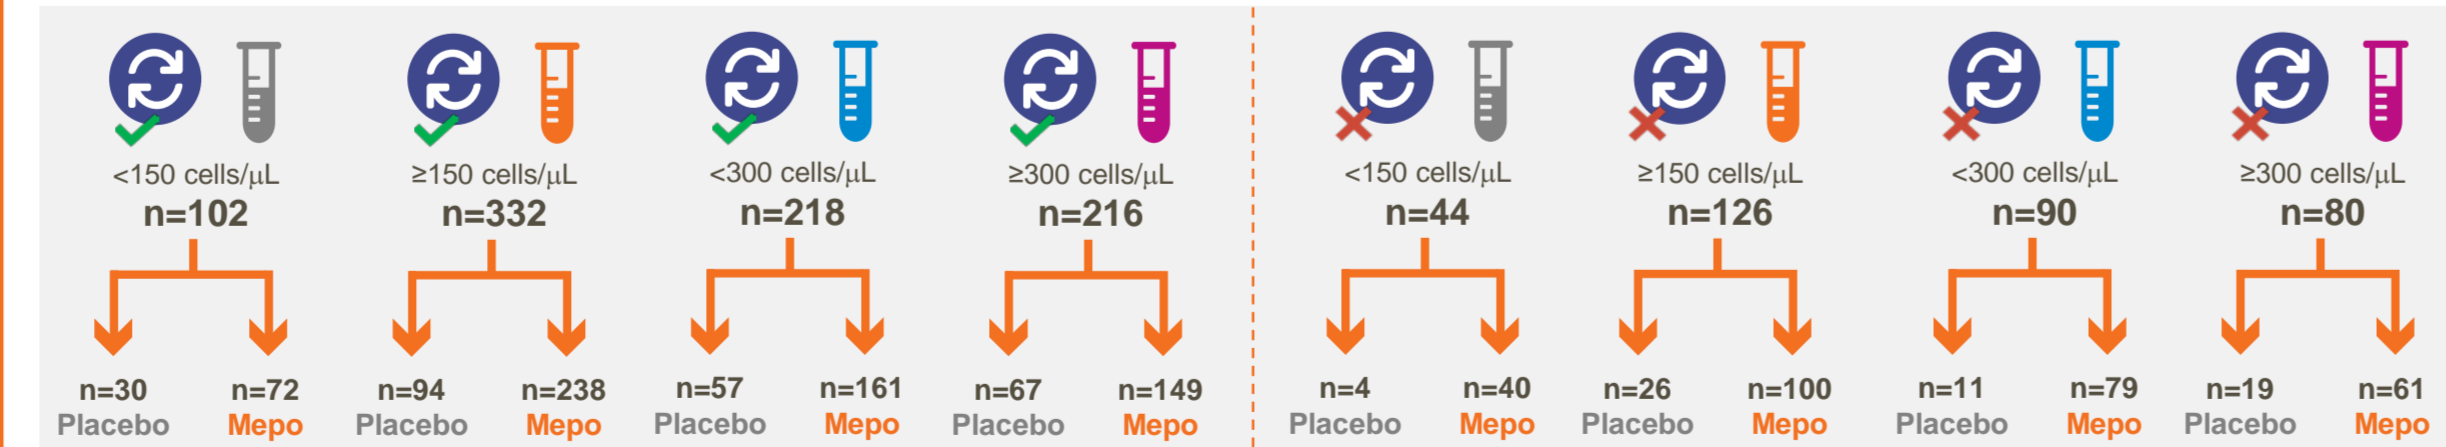 <150 cells/μL
n=102
n=30 n=72
Placebo Mepo
≥150 cells/μL
n=332
n=94 n=238
Placebo Mepo
<300 cells/μL
n=218
n=57 n=161
Placebo Mepo
≥300 cells/μL
n=216
n=67 n=149
Placebo Mepo
<150 cells/μL
n=44
n=4 n=40
Placebo Mepo
≥150 cells/μL
n=126
n=26 n=100
Placebo Mepo
<300 cells/μL
n=90
n=11 n=79
Placebo Mepo
≥300 cells/μL
n=80
n=19 n=61
Placebo Mepo